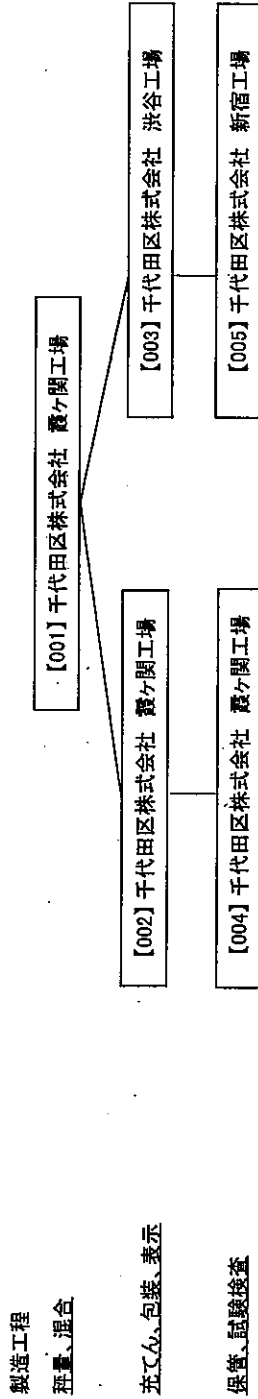 製造工程
秤量、混合
【001】千代田区株式会社 霞ヶ関工場
充てん、包装、表示
【002】千代田区株式会社 霞ヶ関工場
【003】千代田区株式会社 渋谷工場
保管、試験検査
【004】千代田区株式会社 霞ヶ関工場
【005】千代田区株式会社 新宿工場